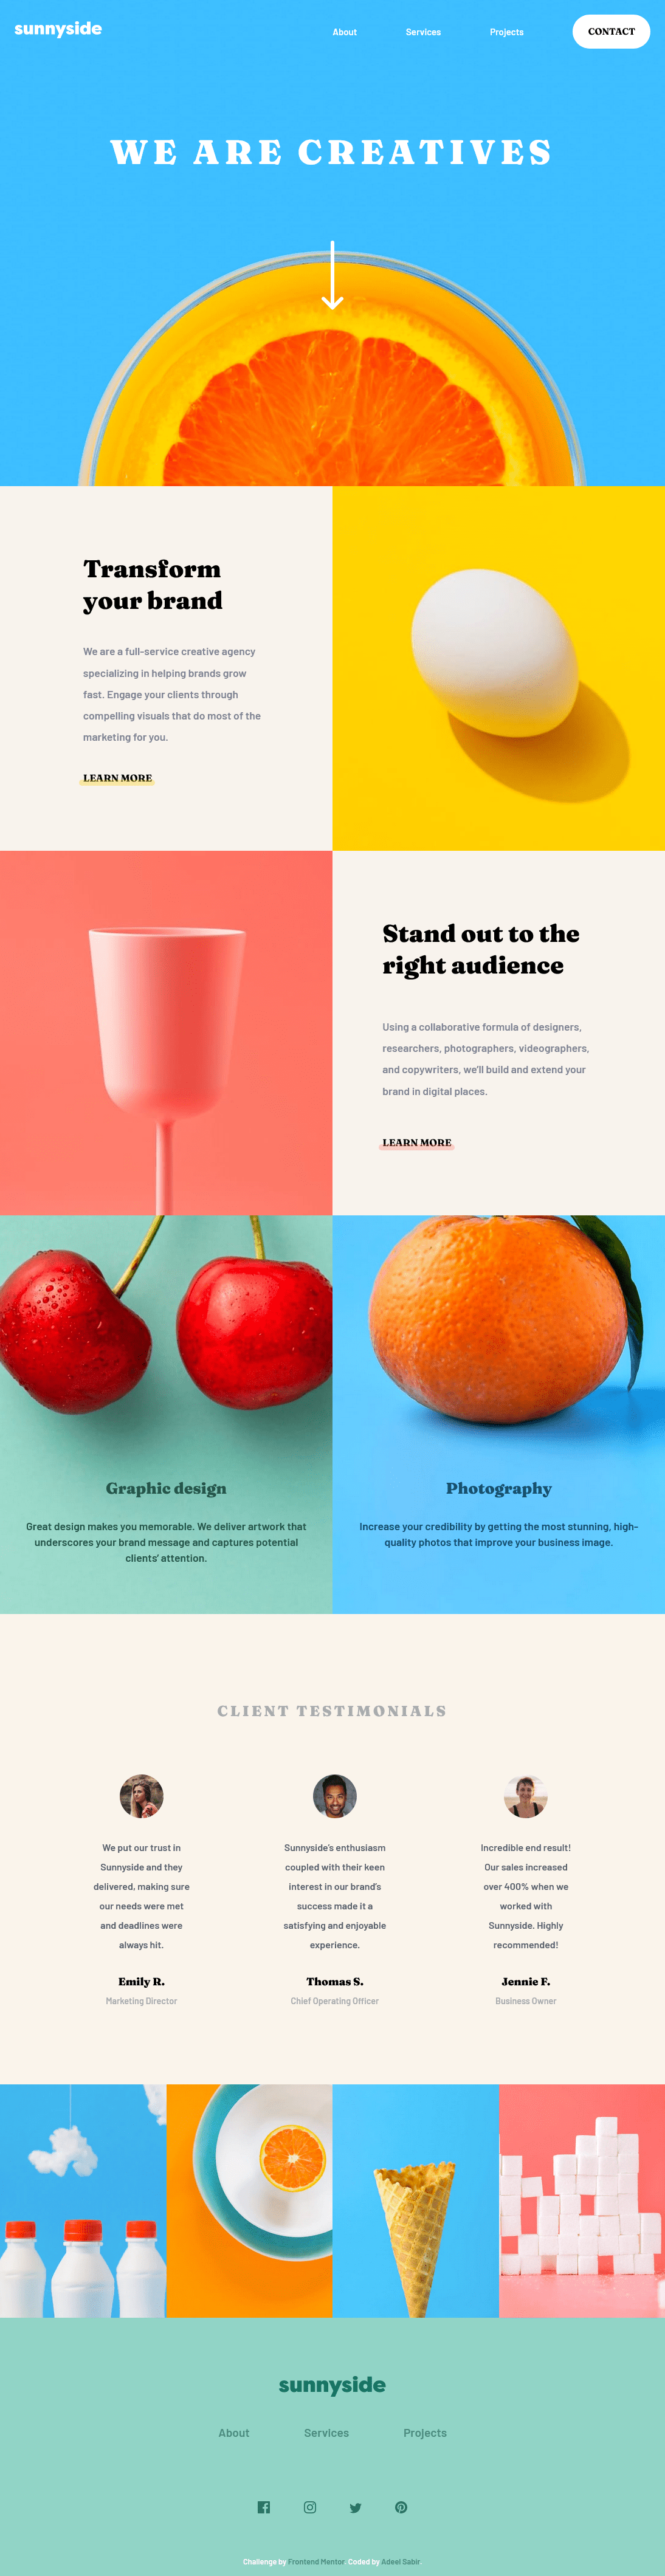 sunnyside
About Services Projects CONTACT
WE ARE CREATIVES
Transform
your brand
We are a full-service creative agency
specializing in helping brands grow
fast. Engage your clients through
compelling visuals that do most of the
marketing for you.
LEARN MORE
Stand out to the
right audience
Using a collaborative formula of designers,
researchers, photographers, videographers,
and copywriters, we'll build and extend your
brand in digital places.
LEARN MORE
Graphic design
Great design makes you memorable. We deliver artwork that
underscores your brand message and captures potential
clients' attention.
Photography
Increase your credibility by getting the most stunning, high-
quality photos that improve your business image.
CLIENT TESTIMONIALS
We put our trust in
Sunnyside and they
delivered, making sure
our needs were met
and deadlines were
always hit.
Emily R.
Marketing Director
Sunnyside's enthusiasm
coupled with their keen
interest in our brand's
success made it a
satisfying and enjoyable
experience.
Thomas S.
Chief Operating Officer
Incredible end result!
Our sales increased
over 400% when we
worked with
Sunnyside. Highly
recommended!
Jennie F.
Business Owner
sunnyside
About Services Projects
Challenge by Frontend Mentor. Coded by Adeel Sabir.